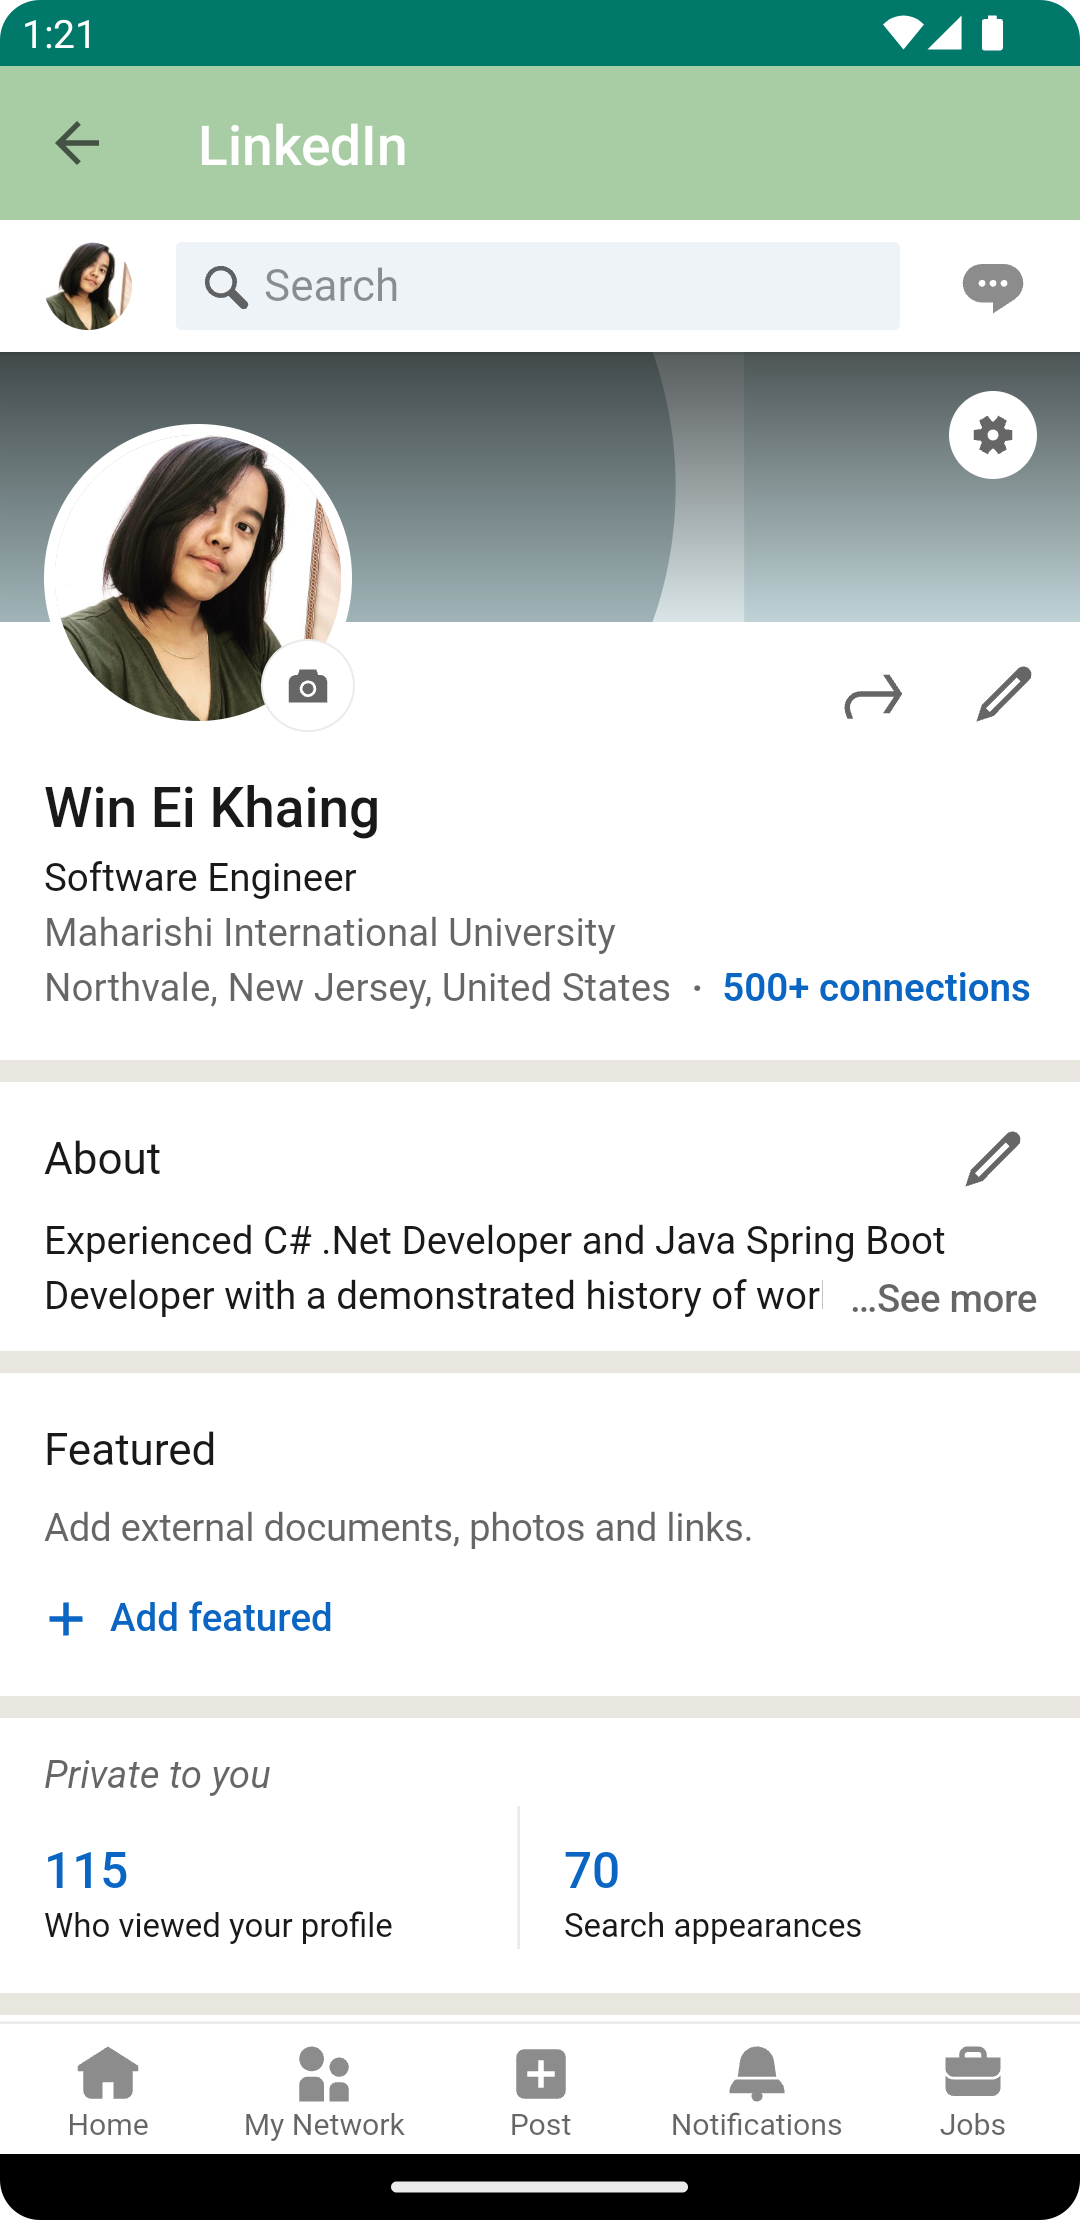 1:21
LinkedIn
Search
Win Ei Khaing
Software Engineer
Maharishi International University
Northvale, New Jersey, United States · 500+ connections
About
Experienced C# .Net Developer and Java Spring Boot
Developer with a demonstrated history of wor ...See more
Featured
Add external documents, photos and links.
+ Add featured
Private to you
115 70
Who viewed your profile Search appearances
Home My Network Post Notifications Jobs